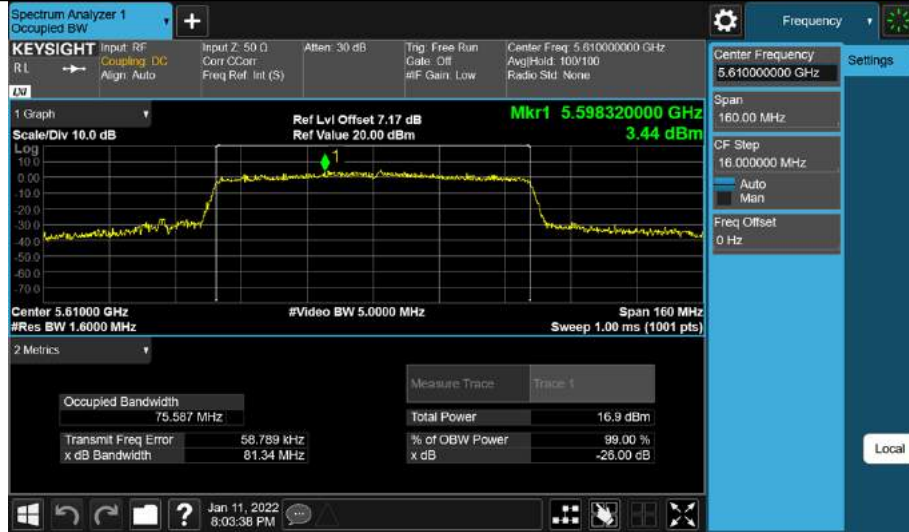 Spectrum Analyzer 1
Occupied BW
Frequency
KEYSIGHT
RL
LXI
Input: RF
Coupling: DC
Align: Auto
Input Z: 50 Ω
Corr CCorr
Freq Ref: Int (S)
Atten: 30 dB
Trig: Free Run
Gate: Off
#IF Gain: Low
Center Freq: 5.610000000 GHz
Avg|Hold: 100/100
Radio Std: None
Center Frequency
5.610000000 GHz
Settings
Span
160.00 MHz
CF Step
16.000000 MHz
Auto
Man
Freq Offset
0 Hz
Local
1 Graph
Scale/Div 10.0 dB
Ref Lvl Offset 7.17 dB
Ref Value 20.00 dBm
Mkr1 5.598320000 GHz
3.44 dBm
Log
10.0
0.00
-10.0
-20.0
-30.0
-40.0
-50.0
-60.0
-70.0
1
Center 5.61000 GHz
#Video BW 5.0000 MHz
Span 160 MHz
#Res BW 1.6000 MHz
Sweep 1.00 ms (1001 pts)
2 Metrics
Measure Trace
Trace 1
Occupied Bandwidth
75.587 MHz
Total Power
16.9 dBm
Transmit Freq Error
58.789 kHz
% of OBW Power
99.00 %
x dB Bandwidth
81.34 MHz
x dB
-26.00 dB
?
Jan 11, 2022
8:03:38 PM